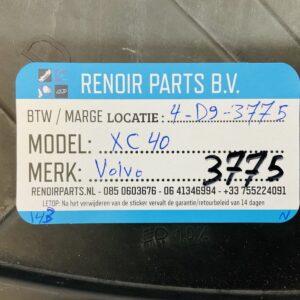 RENOIR PARTS B.V.
BTW / MARGE LOCATIE: 4-D9-3775
MODEL: XC 40
MERK: Volvo 3775
RENOIRPARTS.NL - 085 0603676 - 06 41346994 - +33 755224091
LETOP: Na het verwijderen van de sticker vervalt de garantie/retourbeleid van 14 dagen
N